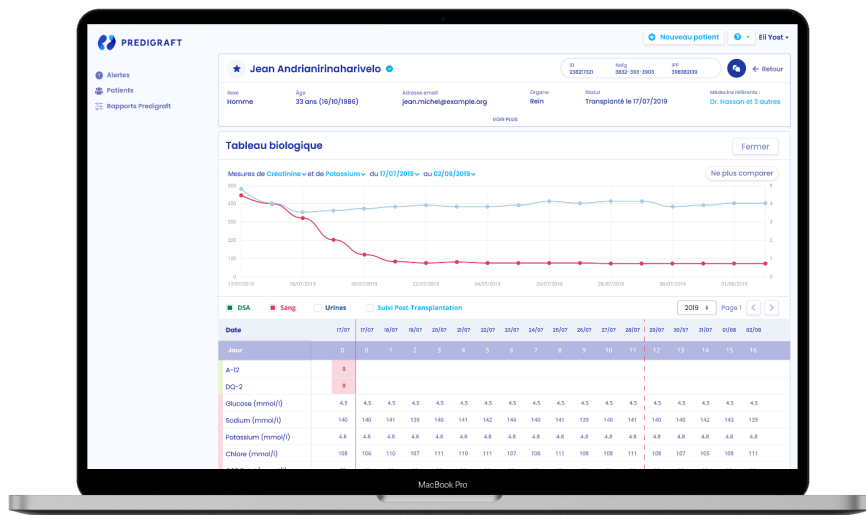 PREDIGRAFT
Nouveau patient
? Eli Yost
Alertes
Patients
Rapports Predigraft
Jean Andrianirinaharivelo
ID
238217321
Nefg
3832-393-3903
IPP
398382139
← Retour
Sexe
Homme
Âge
33 ans (16/10/1986)
Adresse email
jean.michel@example.org
Organe
Rein
Statut
Transplanté le 17/07/2019
Médecins référents :
Dr. Hassan et 3 autres
VOIR PLUS
Tableau biologique
Fermer
Mesures de Créatinine et de Potassium du 17/07/2019 au 02/08/2019
Ne plus comparer
500 5
400 4
300 3
200 2
100 1
0
17/07/2019 18/07/2019 20/07/2019 22/07/2019 24/07/2019 26/07/2019 28/07/2019 30/07/2019 01/08/2019
DSA Sang Urines Suivi Post-Transplantation
2019 Page 1 < >
Date 17/07 17/07 18/07 19/07 20/07 21/07 22/07 23/07 24/07 25/07 26/07 27/07 28/07 29/07 30/07 31/07 01/08 02/08
Jour 0 0 1 2 3 4 5 6 7 8 9 10 11 12 13 14 15 16
A-12 0
DQ-2 0
Glucose (mmol/l) 4.5 4.5 4.5 4.5 4.5 4.5 4.5 4.5 4.5 4.5 4.5 4.5 4.5 4.5 4.5 4.5 4.5 4.5
Sodium (mmol/l) 140 140 141 139 140 141 142 144 140 141 139 140 141 140 140 142 143 139
Potassium (mmol/l) 4.8 4.8 4.8 4.8 4.8 4.8 4.8 4.8 4.8 4.8 4.8 4.8 4.8 4.8 4.8 4.8 4.8 4.8
Chlore (mmol/l) 108 106 110 107 111 110 111 107 108 111 108 108 111 108 107 105 108 111
MacBook Pro